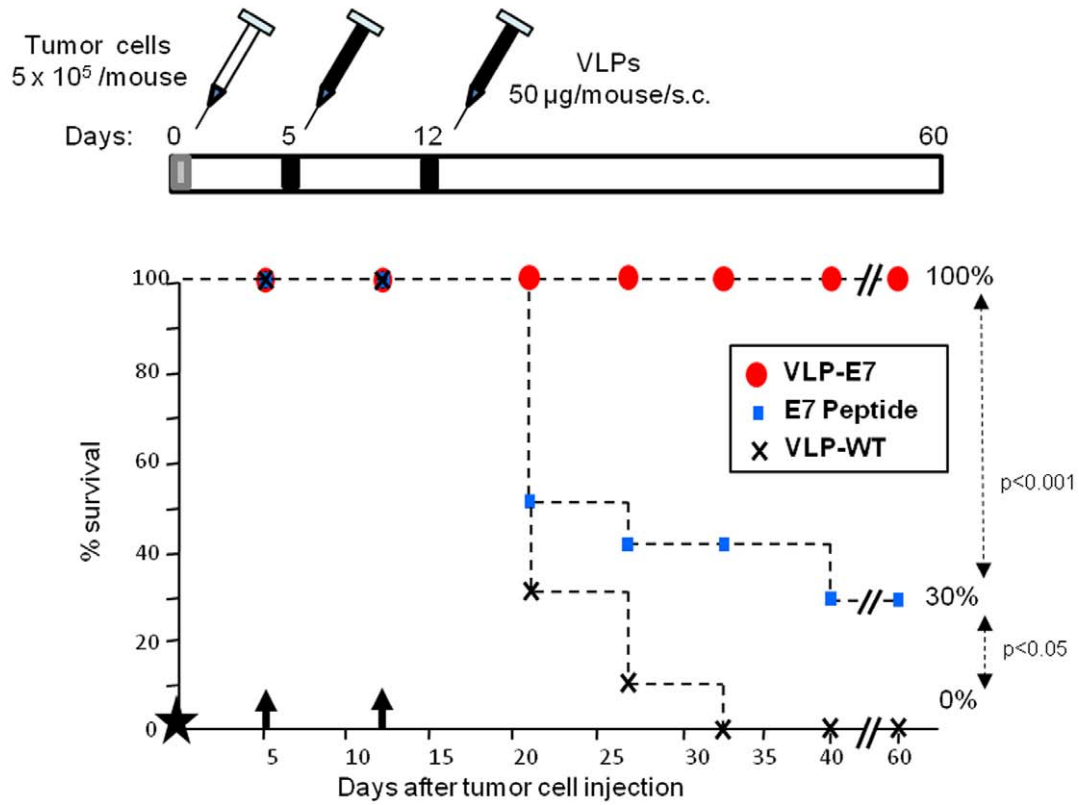 Tumor cells
5 x 10⁵ /mouse
VLPs
50 µg/mouse/s.c.
Days: 0 5 12 60
100
80
60
40
20
0
% survival
100%
VLP-E7
E7 Peptide
VLP-WT
p<0.001
30%
p<0.05
0%
5 10 15 20 25 30 35 40 60
Days after tumor cell injection